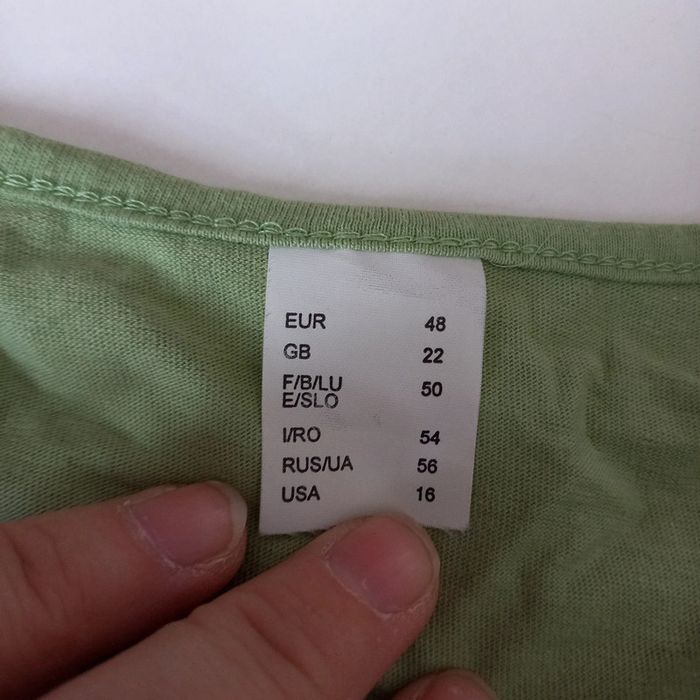 EUR 48
GB 22
F/B/LU 50
E/SLO
I/RO 54
RUS/UA 56
USA 16